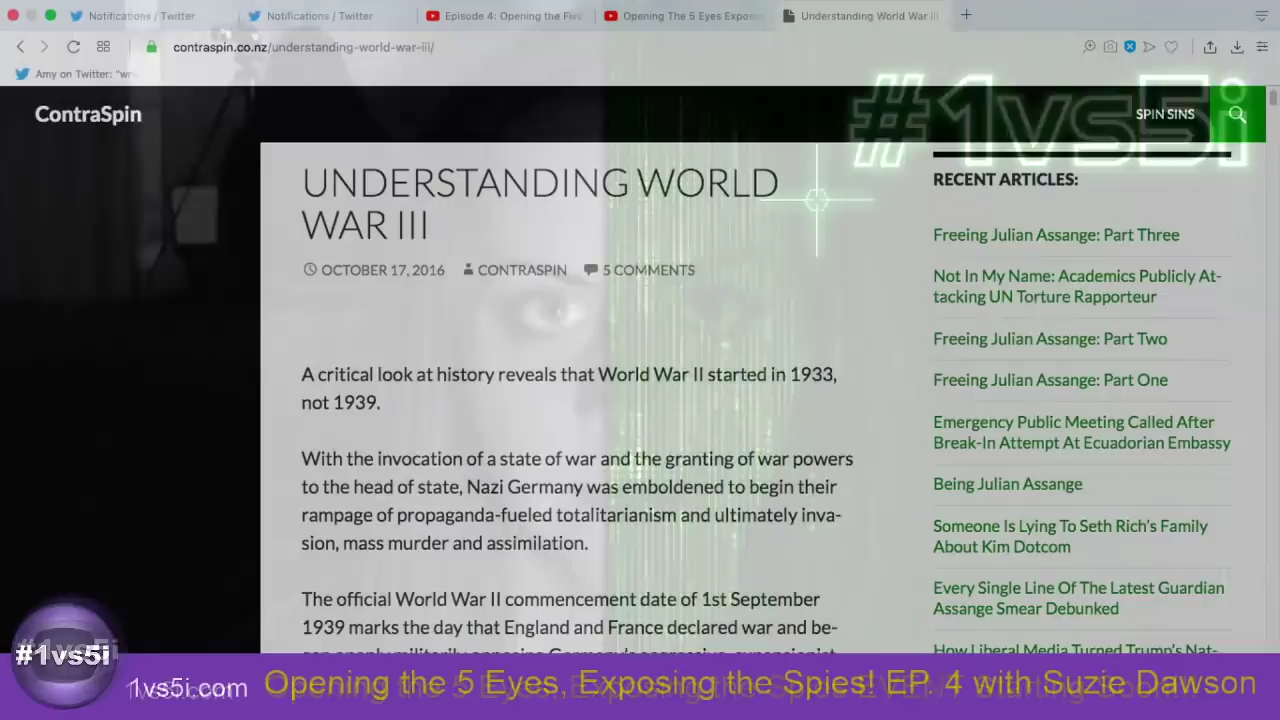 Notifications / Twitter
Notifications / Twitter
Episode 4: Opening the Five
Opening The 5 Eyes Expos
Understanding World War III
contraspin.co.nz/understanding-world-war-iii/
Amy on Twitter: "wr
ContraSpin
SPIN SINS
#1vs5i
UNDERSTANDING WORLD
WAR III
OCTOBER 17, 2016
CONTRASPIN
5 COMMENTS
A critical look at history reveals that World War II started in 1933,
not 1939.
With the invocation of a state of war and the granting of war powers
to the head of state, Nazi Germany was emboldened to begin their
rampage of propaganda-fueled totalitarianism and ultimately inva-
sion, mass murder and assimilation.
The official World War II commencement date of 1st September
1939 marks the day that England and France declared war and be-
RECENT ARTICLES:
Freeing Julian Assange: Part Three
Not In My Name: Academics Publicly At-
tacking UN Torture Rapporteur
Freeing Julian Assange: Part Two
Freeing Julian Assange: Part One
Emergency Public Meeting Called After
Break-In Attempt At Ecuadorian Embassy
Being Julian Assange
Someone Is Lying To Seth Rich's Family
About Kim Dotcom
Every Single Line Of The Latest Guardian
Assange Smear Debunked
How Liberal Media Turned Trump's Nat-
#1vs5i
1vs5i.com
Opening the 5 Eyes, Exposing the Spies! EP. 4 with Suzie Dawson